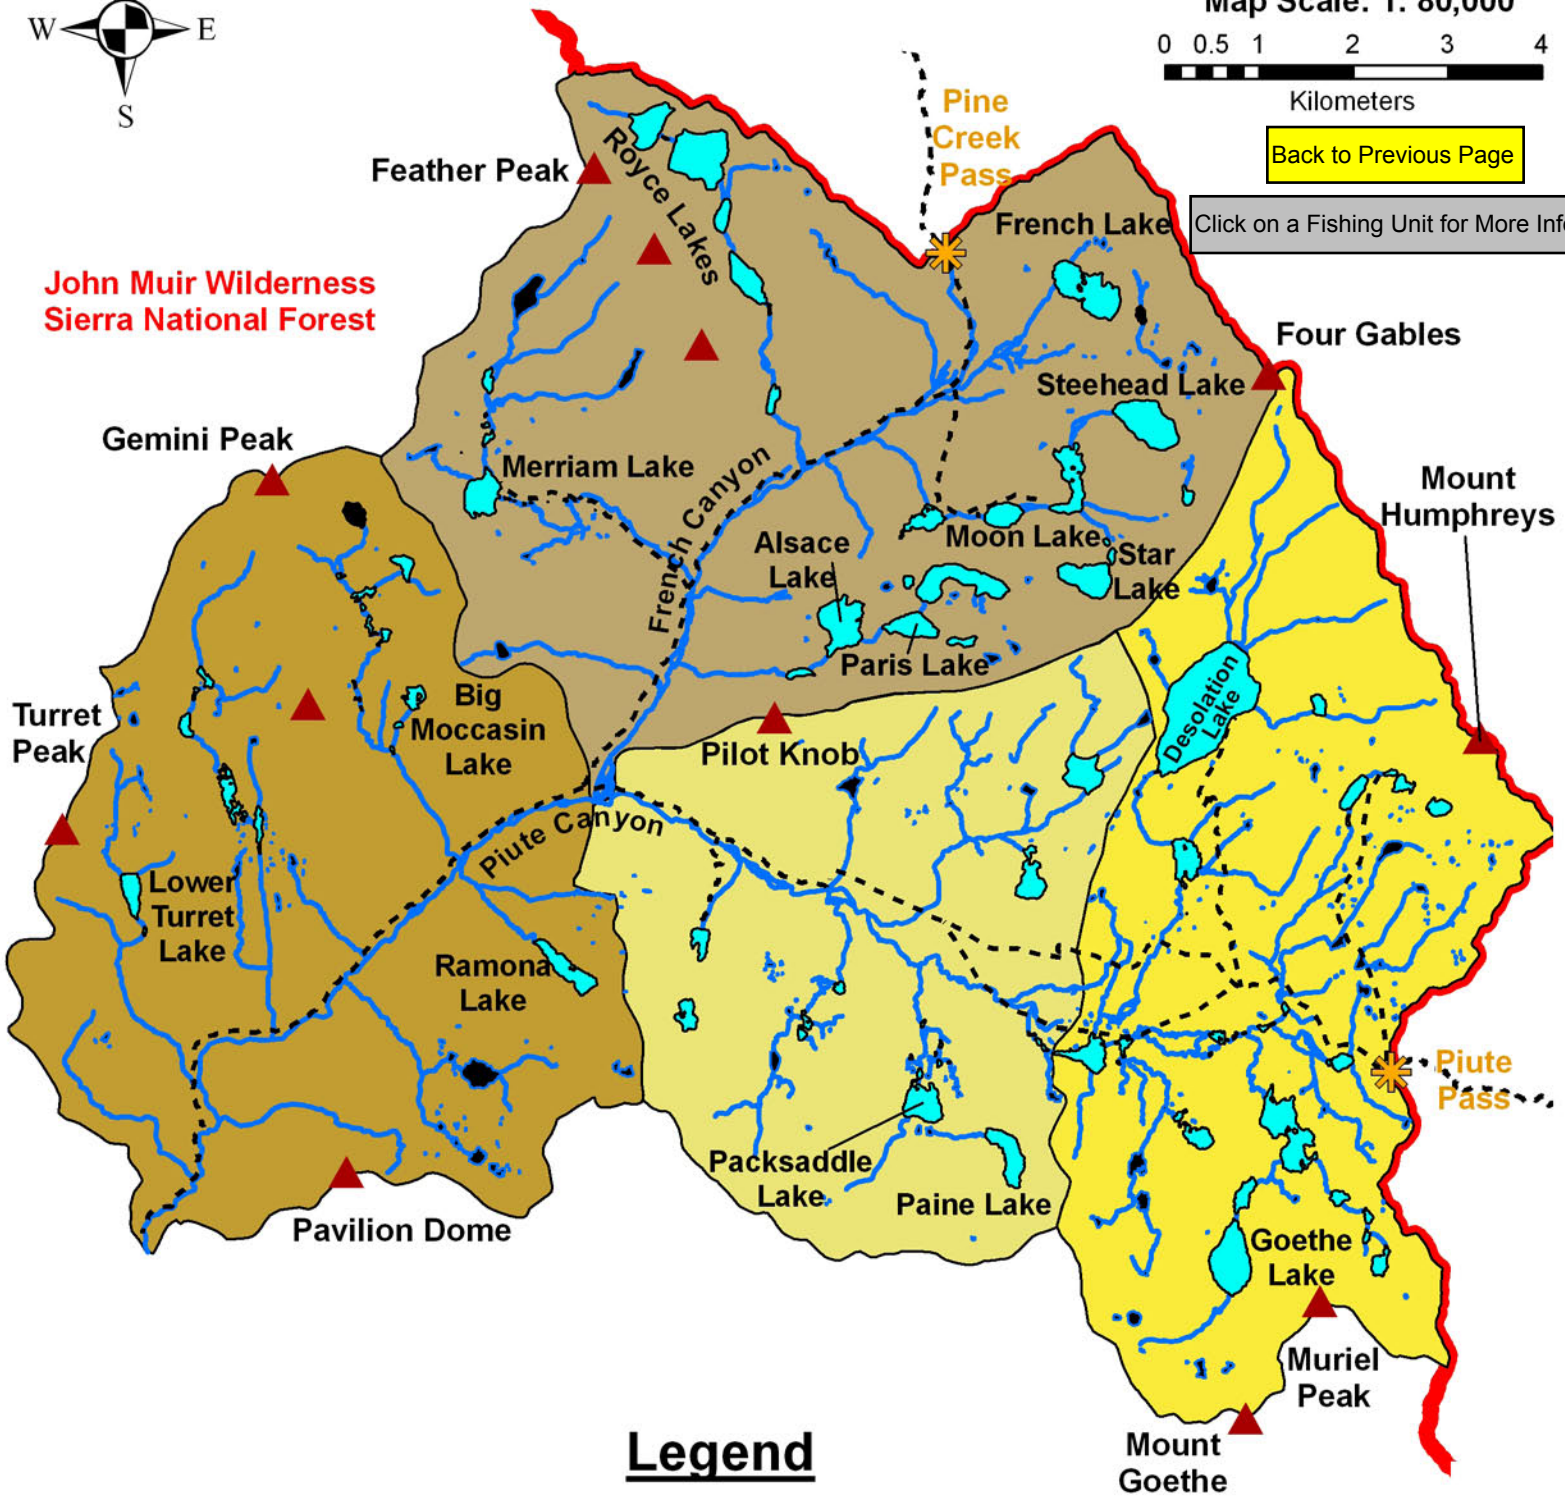 Map Scale: 1: 80,000
W
E
S
0 0.5 1 2 3 4
Kilometers
Back to Previous Page
Click on a Fishing Unit for More Inf
Pine
Creek
Pass
Feather Peak
Royce Lakes
French Lake
John Muir Wilderness
Sierra National Forest
Four Gables
Steehead Lake
Gemini Peak
Merriam Lake
Mount
Humphreys
French Canyon
Alsace
Lake
Moon Lake
Star
Lake
Paris Lake
Turret
Peak
Big
Moccasin
Lake
Pilot Knob
Desolation
Lake
Piute Canyon
Lower
Turret
Lake
Ramona
Lake
Piute
Pass
Packsaddle
Lake
Paine Lake
Pavilion Dome
Goethe
Lake
Muriel
Peak
Mount
Goethe
Legend